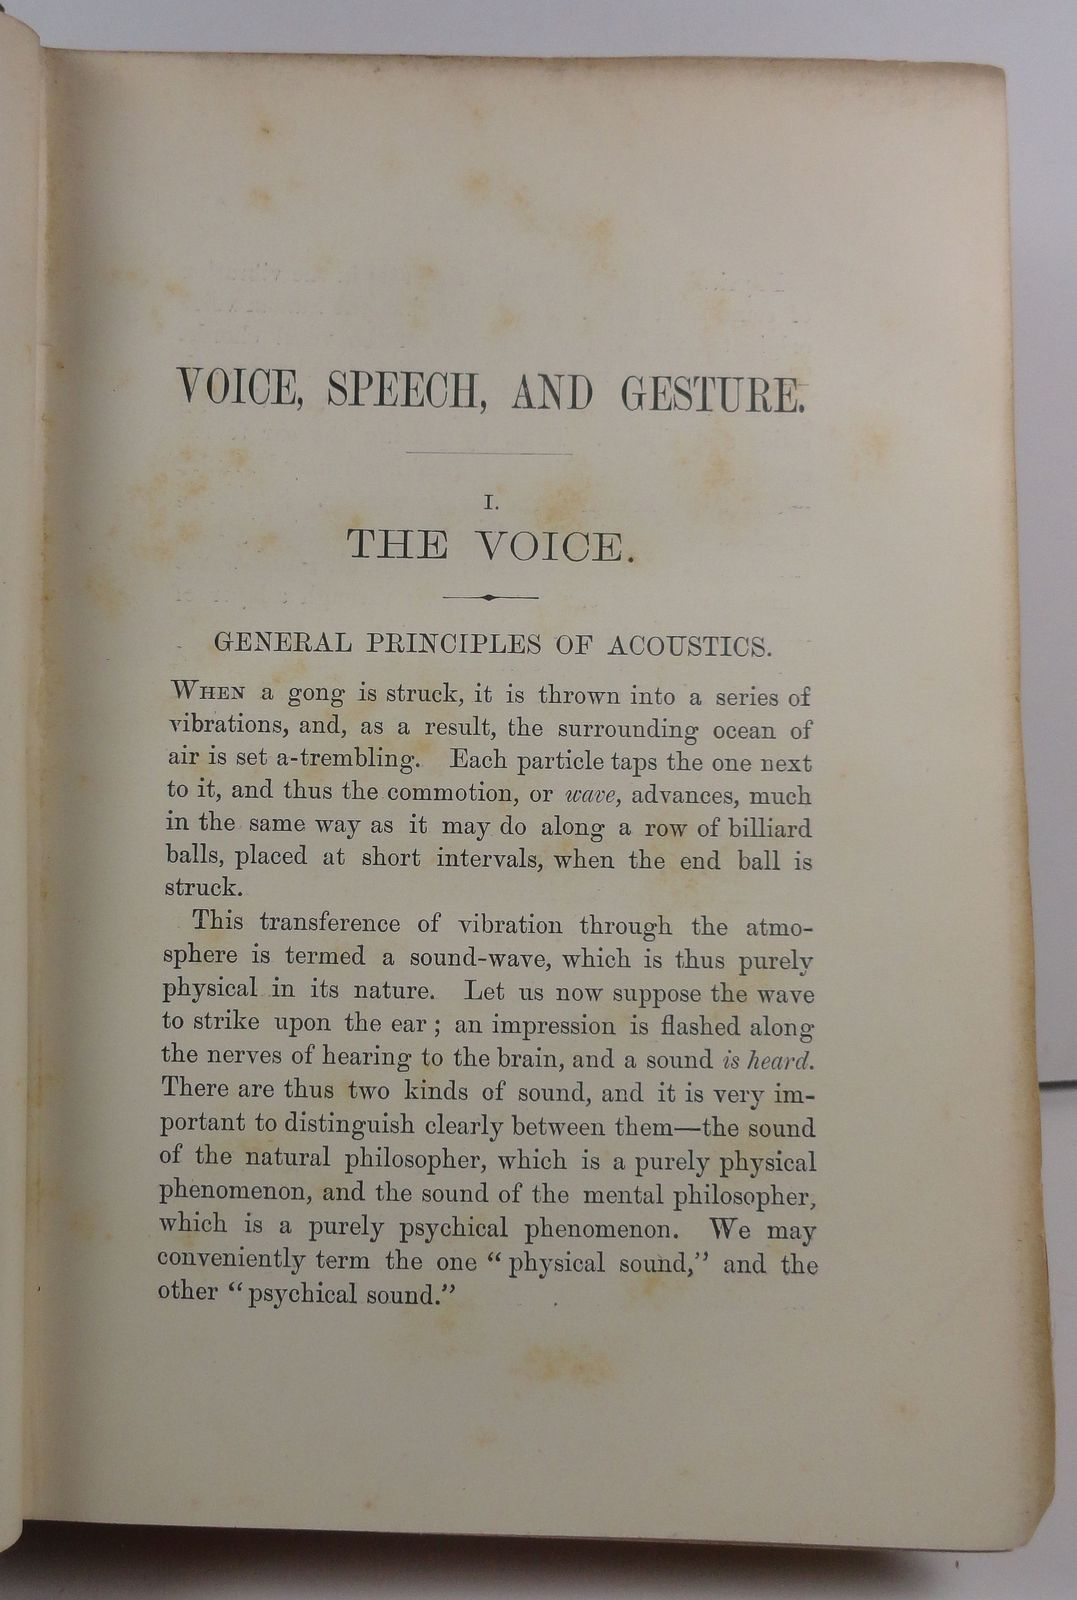 VOICE, SPEECH, AND GESTURE.
I.
THE VOICE.
GENERAL PRINCIPLES OF ACOUSTICS.
WHEN a gong is struck, it is thrown into a series of
vibrations, and, as a result, the surrounding ocean of
air is set a-trembling. Each particle taps the one next
to it, and thus the commotion, or wave, advances, much
in the same way as it may do along a row of billiard
balls, placed at short intervals, when the end ball is
struck.
This transference of vibration through the atmo-
sphere is termed a sound-wave, which is thus purely
physical in its nature. Let us now suppose the wave
to strike upon the ear; an impression is flashed along
the nerves of hearing to the brain, and a sound is heard.
There are thus two kinds of sound, and it is very im-
portant to distinguish clearly between them—the sound
of the natural philosopher, which is a purely physical
phenomenon, and the sound of the mental philosopher,
which is a purely psychical phenomenon. We may
conveniently term the one “physical sound,” and the
other “psychical sound.”